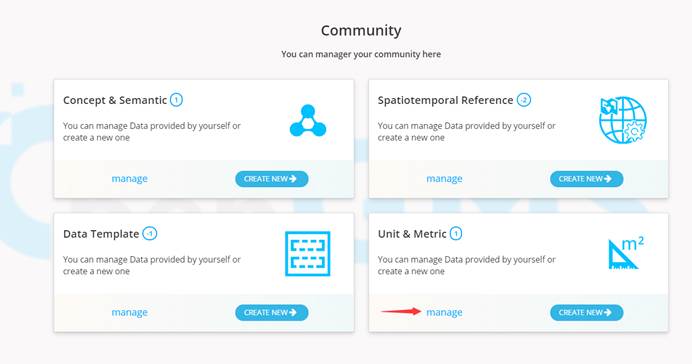 Community
You can manager your community here
Concept & Semantic 1
You can manage Data provided by yourself or
create a new one
manage
CREATE NEW
Spatiotemporal Reference -2
You can manage Data provided by yourself or
create a new one
manage
CREATE NEW
Data Template -1
You can manage Data provided by yourself or
create a new one
manage
CREATE NEW
Unit & Metric 1
m²
You can manage Data provided by yourself or
create a new one
manage
CREATE NEW